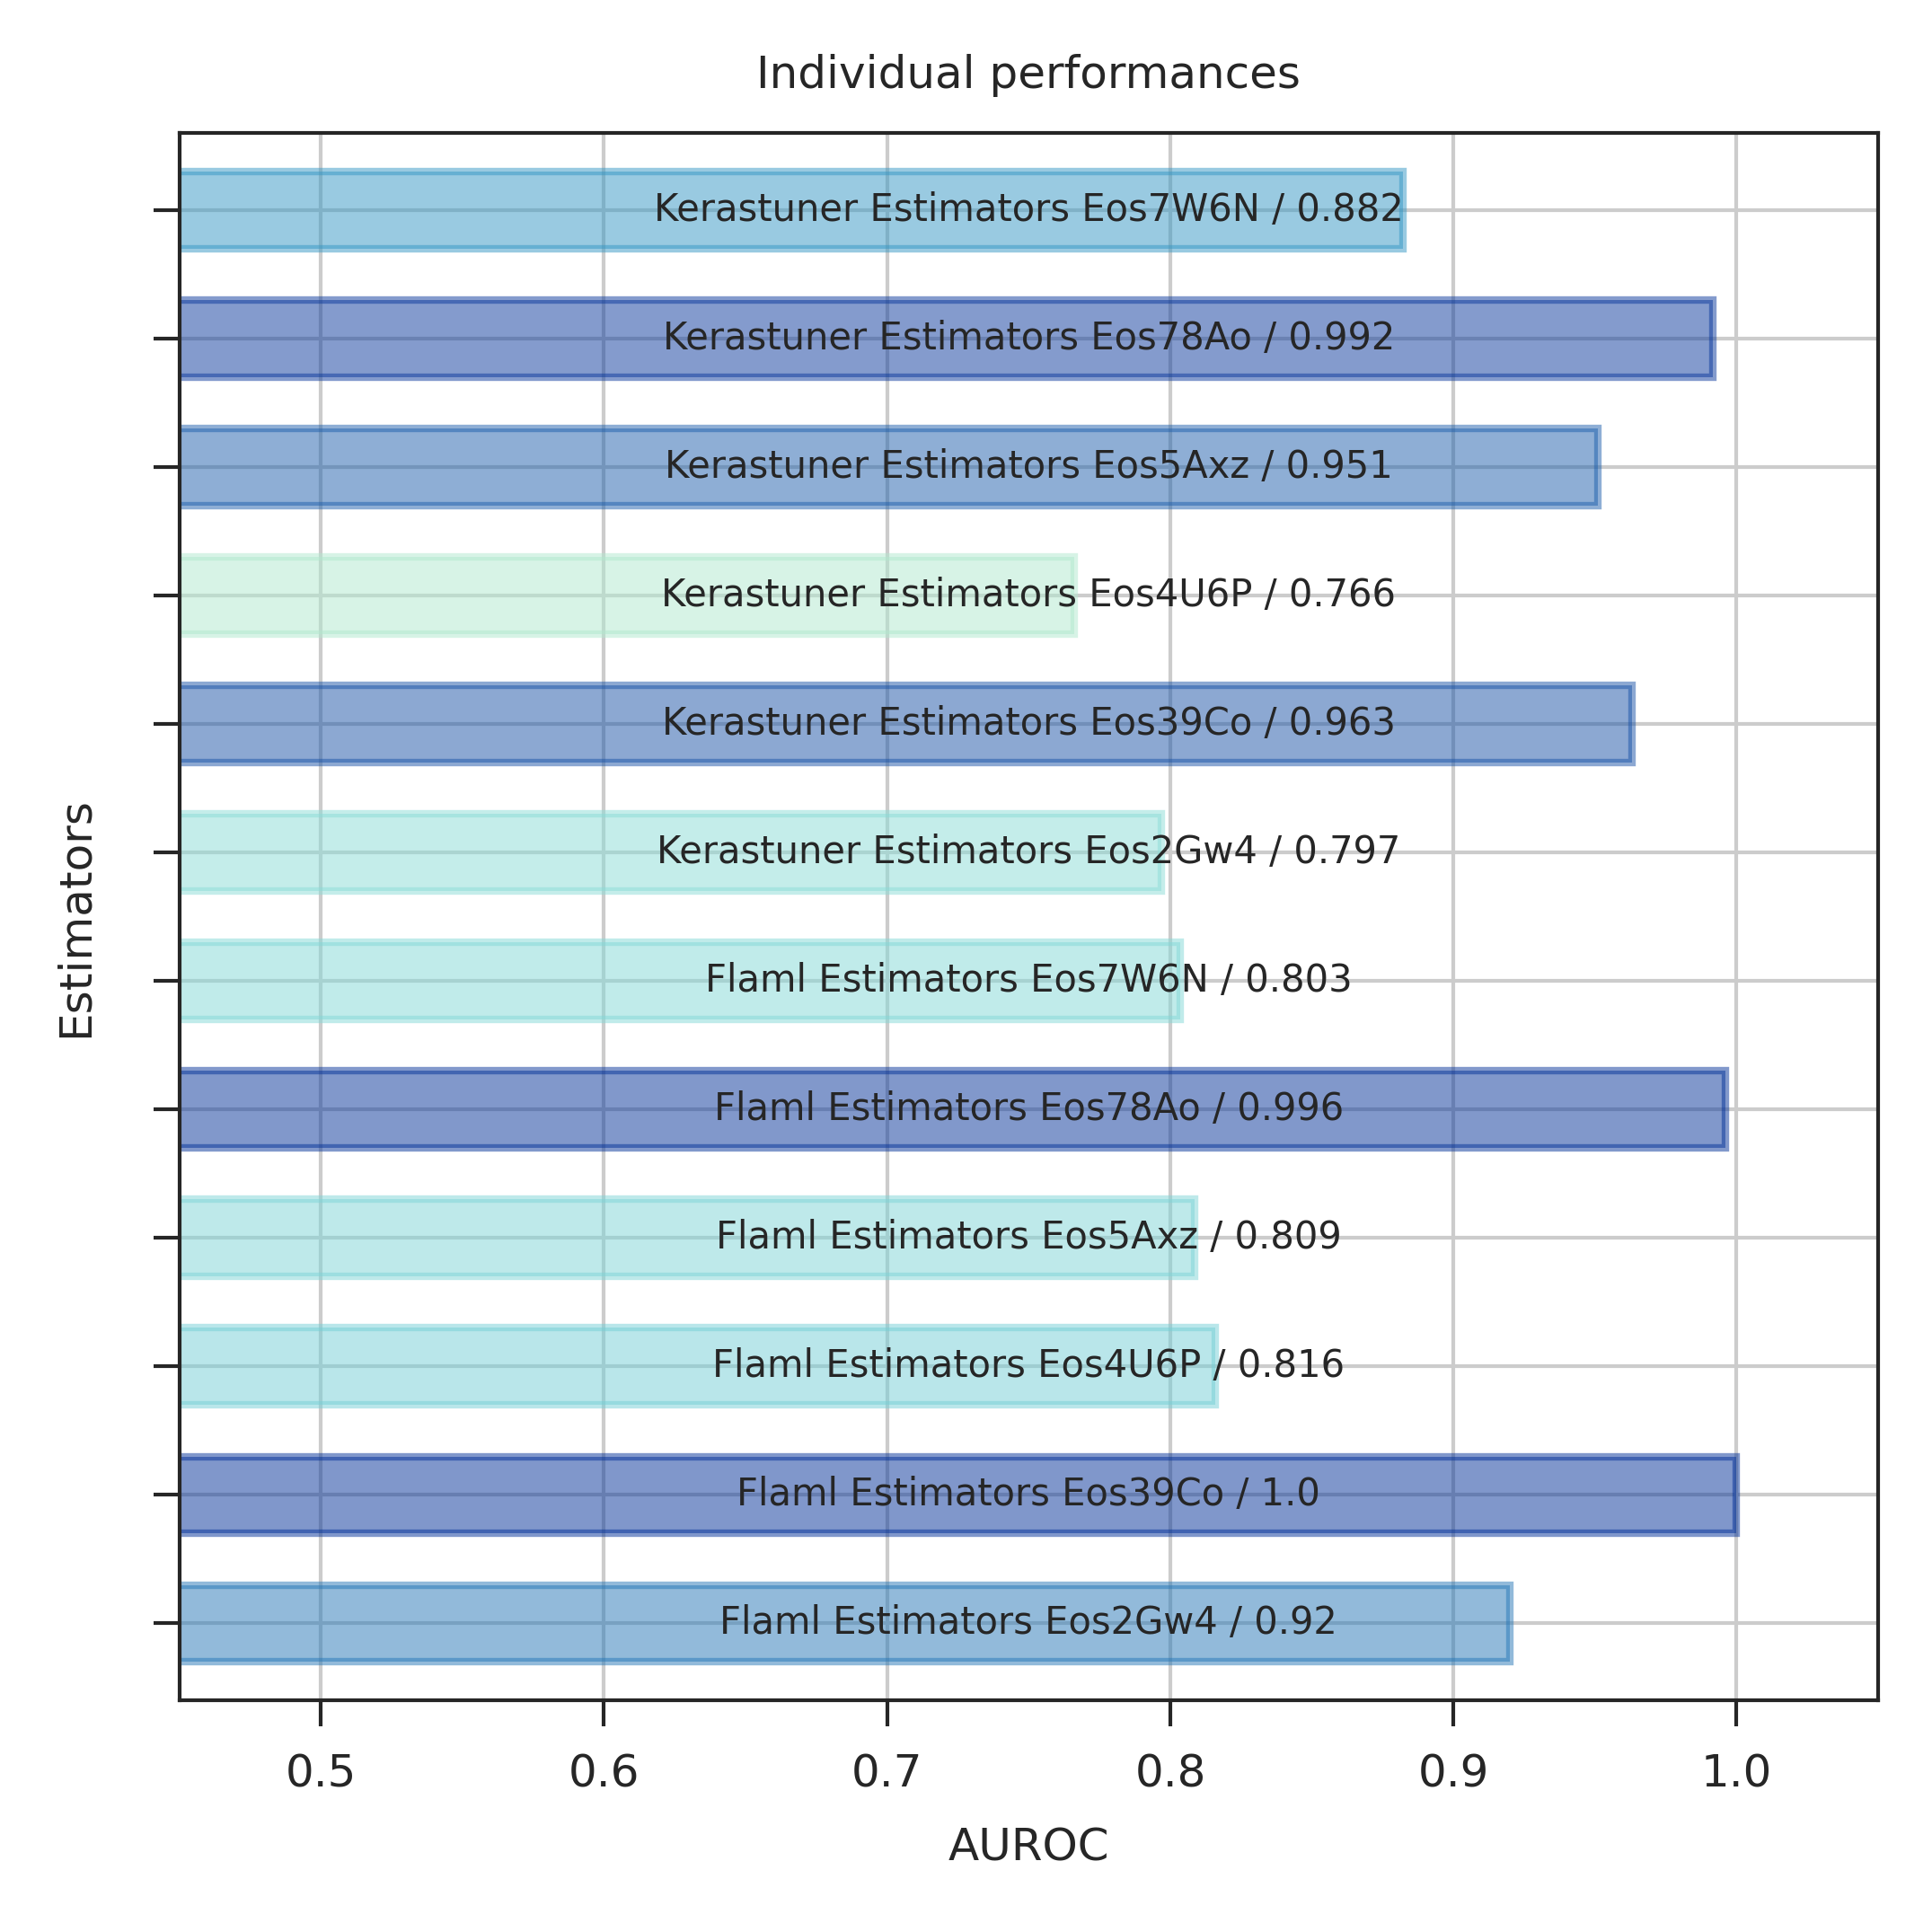 Individual performances
Kerastuner Estimators Eos7W6N / 0.882
Kerastuner Estimators Eos78Ao / 0.992
Kerastuner Estimators Eos5Axz / 0.951
Kerastuner Estimators Eos4U6P / 0.766
Kerastuner Estimators Eos39Co / 0.963
Kerastuner Estimators Eos2Gw4 / 0.797
Flaml Estimators Eos7W6N / 0.803
Flaml Estimators Eos78Ao / 0.996
Flaml Estimators Eos5Axz / 0.809
Flaml Estimators Eos4U6P / 0.816
Flaml Estimators Eos39Co / 1.0
Flaml Estimators Eos2Gw4 / 0.92
Estimators
0.5 0.6 0.7 0.8 0.9 1.0
AUROC